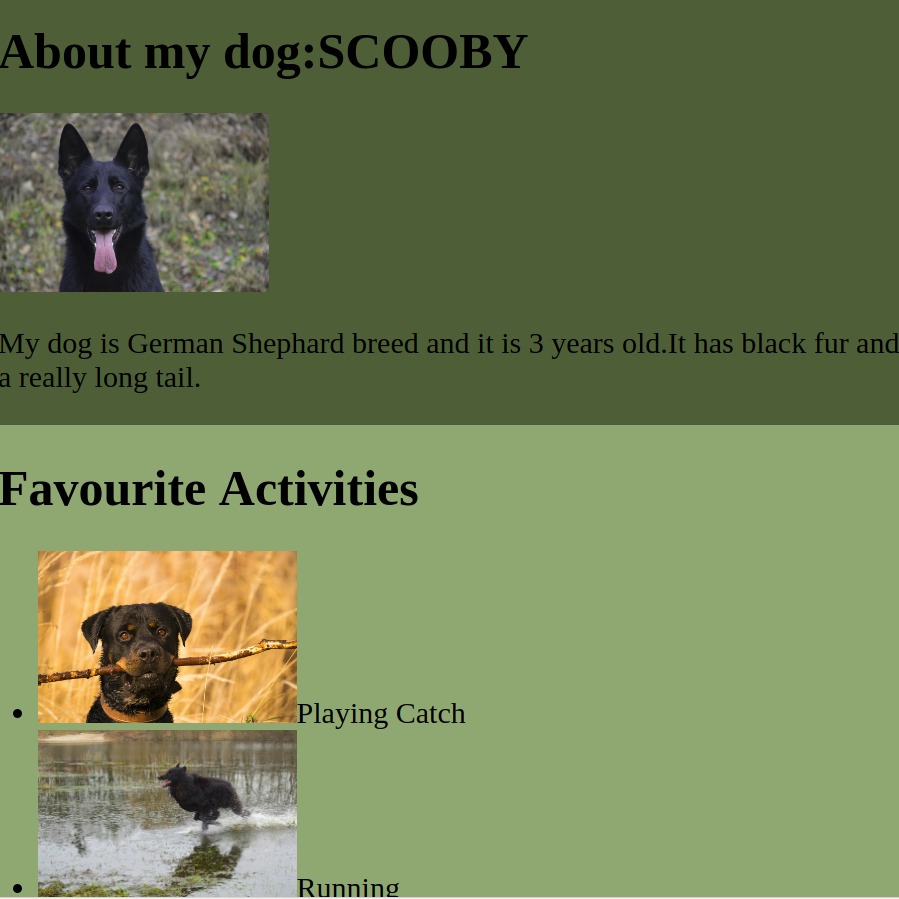 About my dog:SCOOBY
My dog is German Shephard breed and it is 3 years old.It has black fur and
a really long tail.
Favourite Activities
Playing Catch
Running